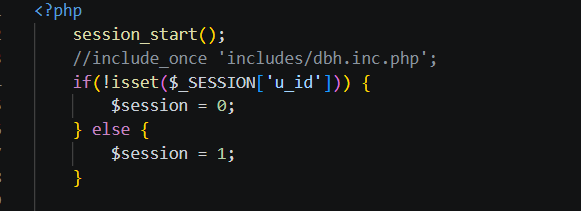 <?php
session_start();
//include_once 'includes/dbh.inc.php';
if(!isset($_SESSION['u_id'])) {
$session = 0;
} else {
$session = 1;
}